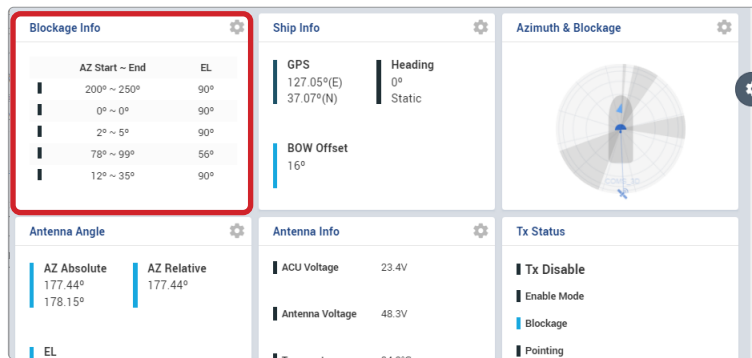 Blockage Info
AZ Start ~ End EL
200º ~ 250º 90º
0º ~ 0º 90º
2º ~ 5º 90º
78º ~ 99º 56º
12º ~ 35º 90º
Ship Info
GPS
127.05º(E)
37.07º(N)
Heading
0º
Static
BOW Offset
16º
Azimuth & Blockage
Antenna Angle
AZ Absolute
177.44º
178.15º
AZ Relative
177.44º
EL
Antenna Info
ACU Voltage 23.4V
Antenna Voltage 48.3V
Tx Status
Tx Disable
Enable Mode
Blockage
Pointing